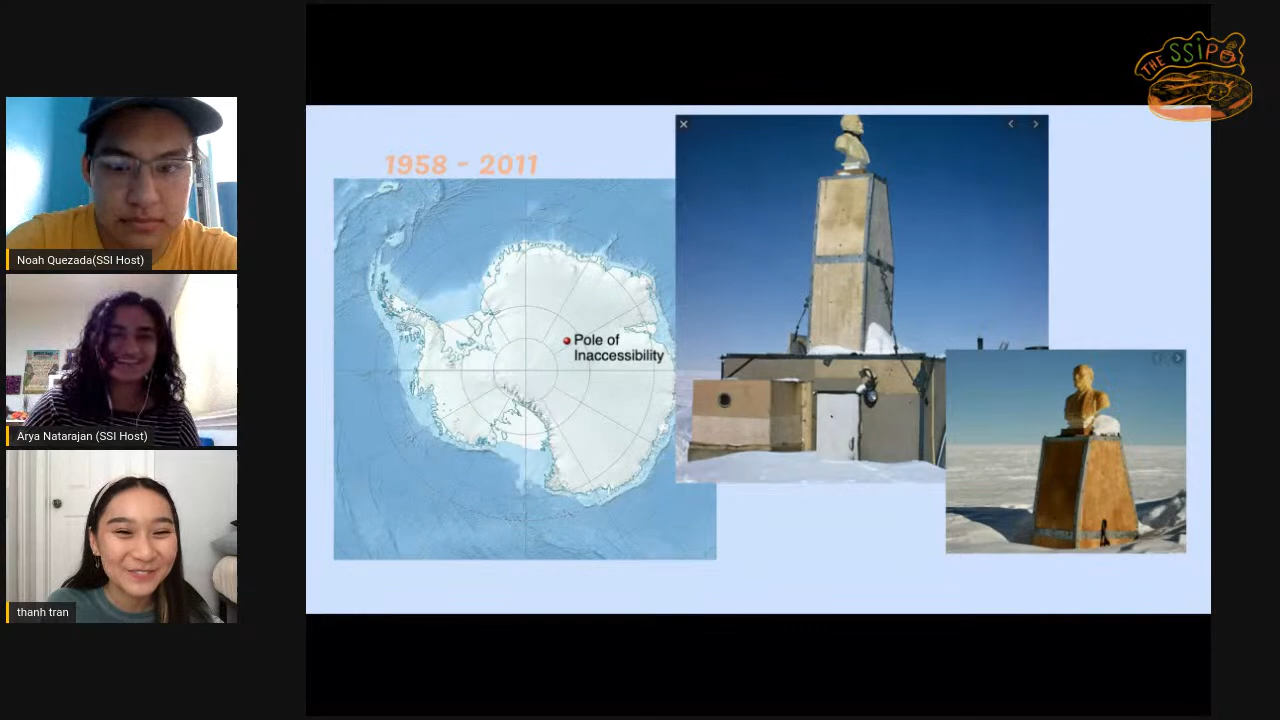 THE SSiP
1958 - 2011
Pole of
Inaccessibility
Noah Quezada(SSI Host)
Arya Natarajan (SSI Host)
thanh tran